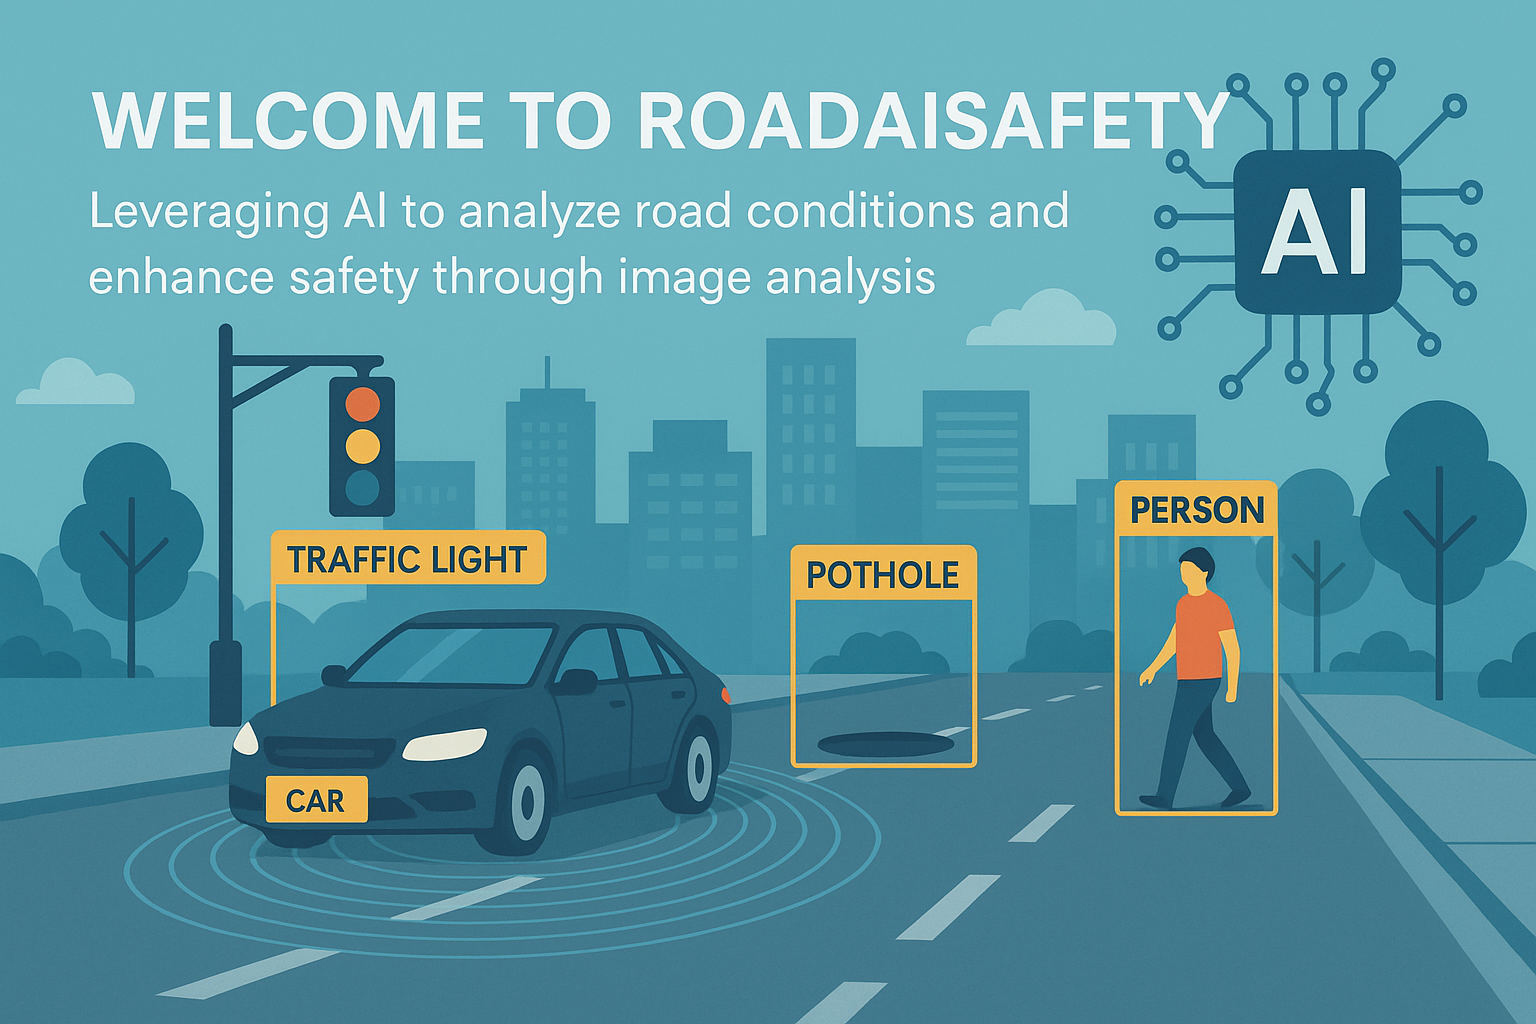 WELCOME TO ROADAISAFETY
Leveraging AI to analyze road conditions and
enhance safety through image analysis
AI
TRAFFIC LIGHT
POTHOLE
PERSON
CAR